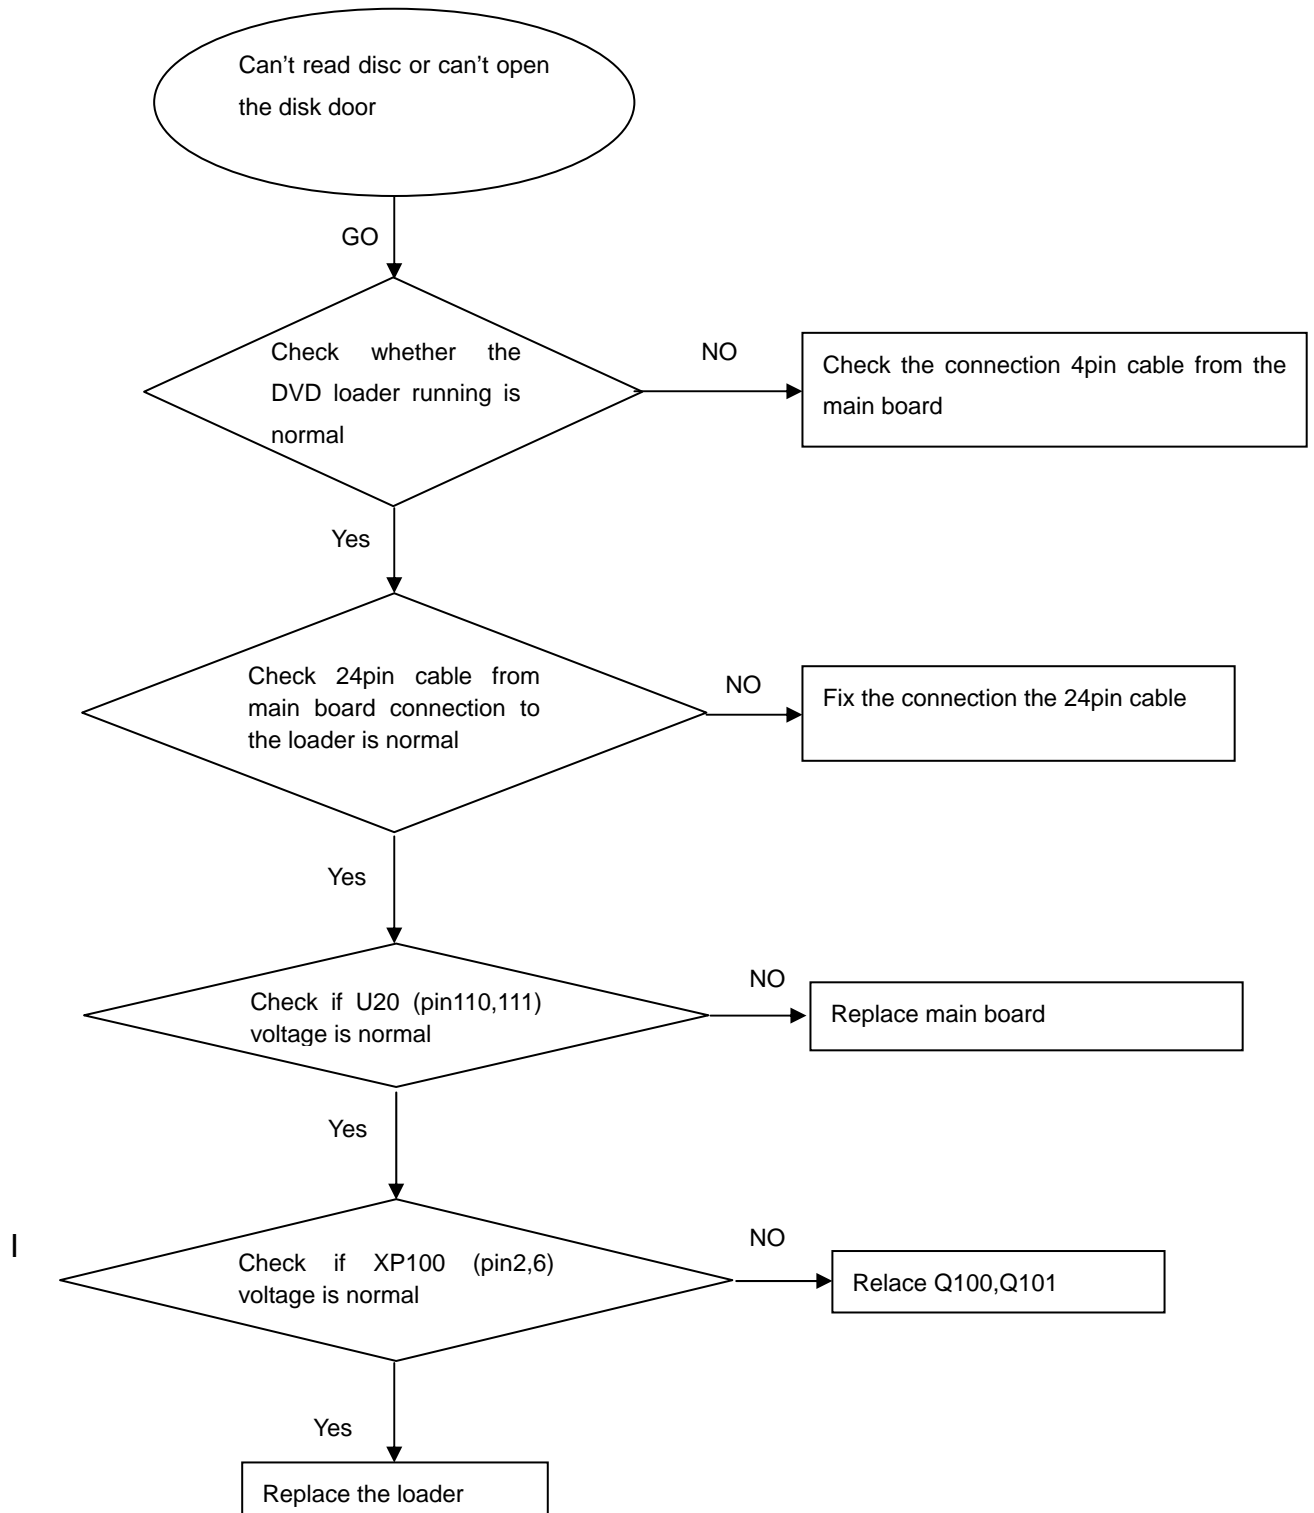 Can’t read disc or can’t open
the disk door
GO
Check whether the
DVD loader running is
normal
NO
Check the connection 4pin cable from the
main board
Yes
Check 24pin cable from
main board connection to
the loader is normal
NO
Fix the connection the 24pin cable
Yes
Check if U20 (pin110,111)
voltage is normal
NO
Replace main board
Yes
Check if XP100 (pin2,6)
voltage is normal
NO
Relace Q100,Q101
Yes
Replace the loader